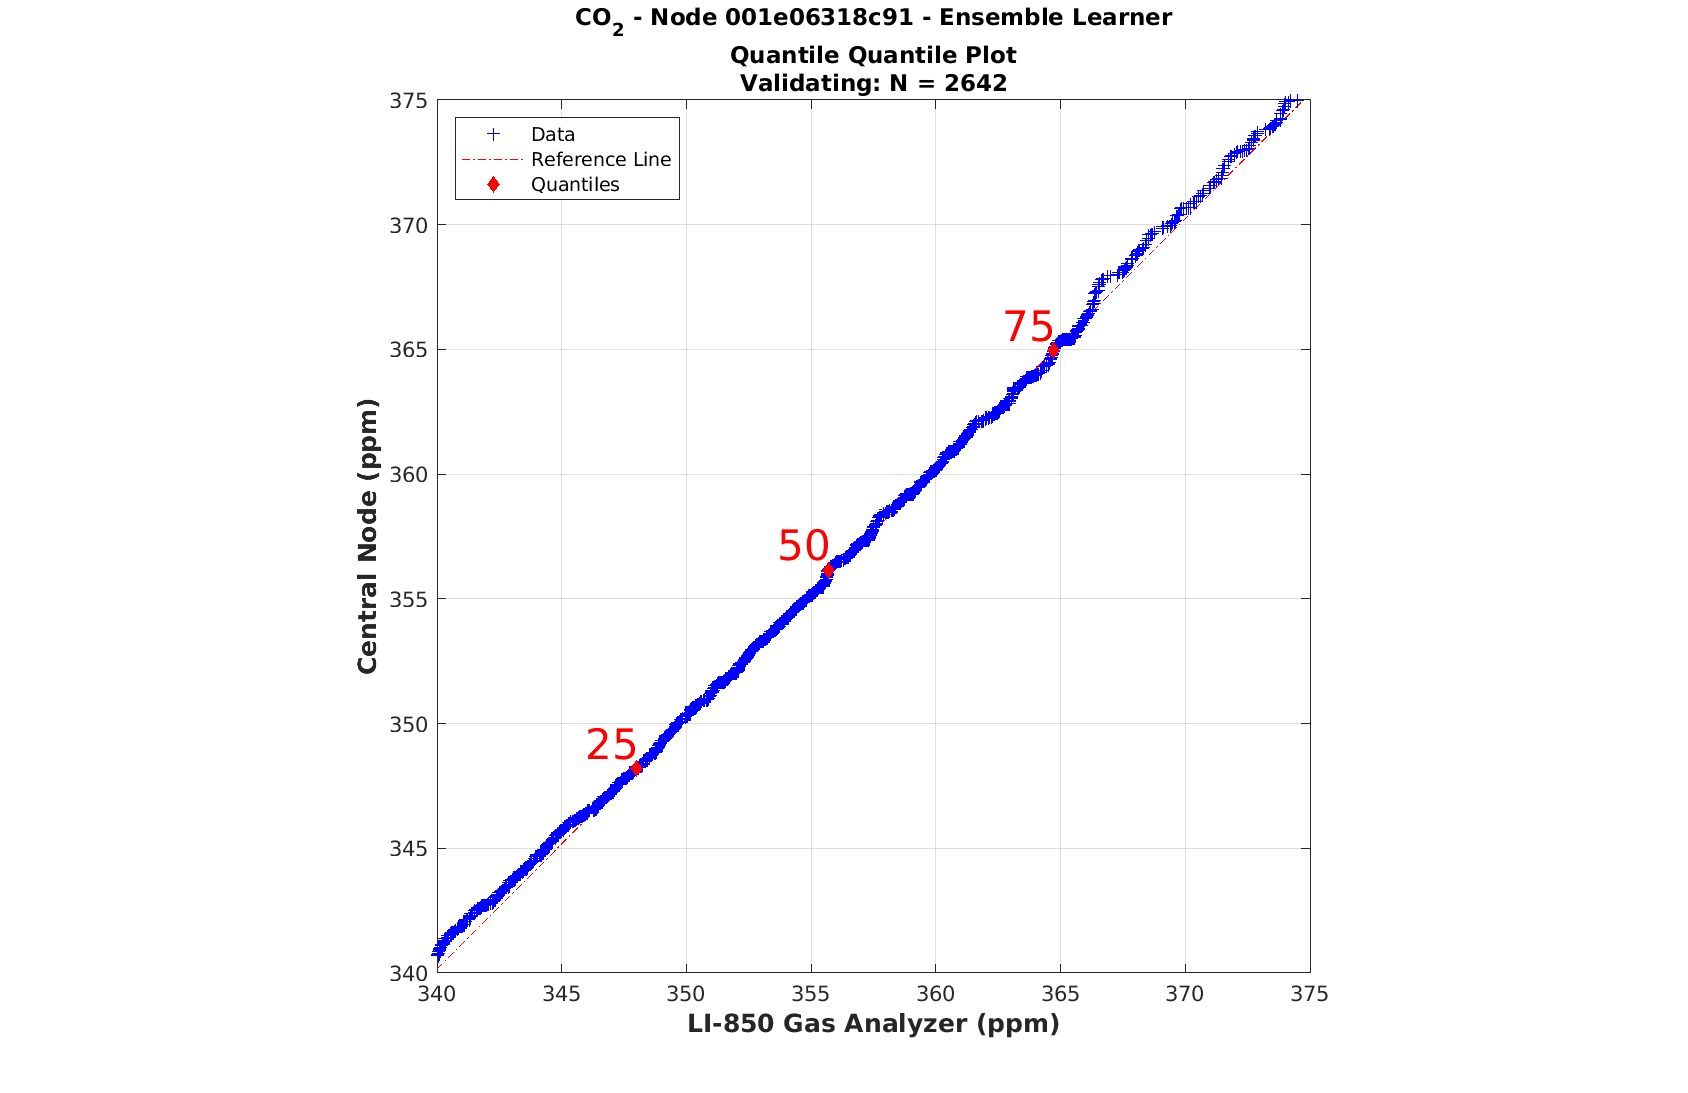 CO2 - Node 001e06318c91 - Ensemble Learner
Quantile Quantile Plot
Validating: N = 2642
Data
Reference Line
Quantiles
375
370
365
360
355
350
345
340
Central Node (ppm)
75
50
25
340 345 350 355 360 365 370 375
LI-850 Gas Analyzer (ppm)